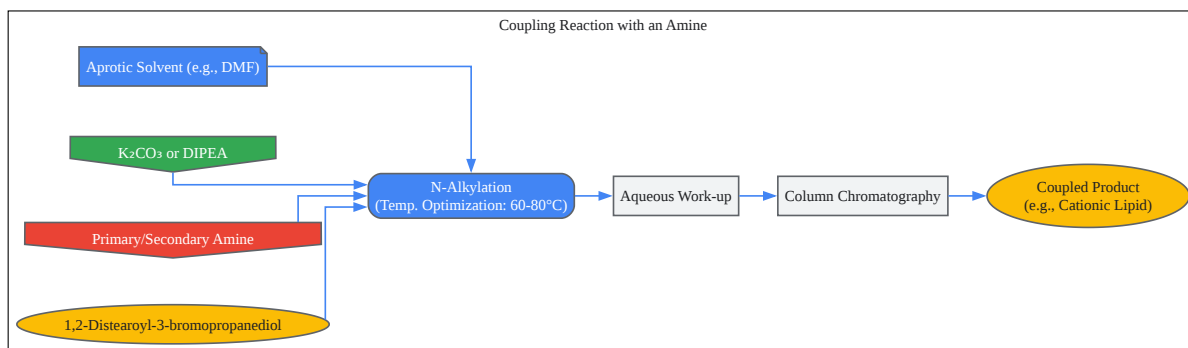 Coupling Reaction with an Amine
Aprotic Solvent (e.g., DMF)
K₂CO₃ or DIPEA
Primary/Secondary Amine
1,2-Distearoyl-3-bromopropanediol
N-Alkylation
(Temp. Optimization: 60-80°C)
Aqueous Work-up
Column Chromatography
Coupled Product
(e.g., Cationic Lipid)